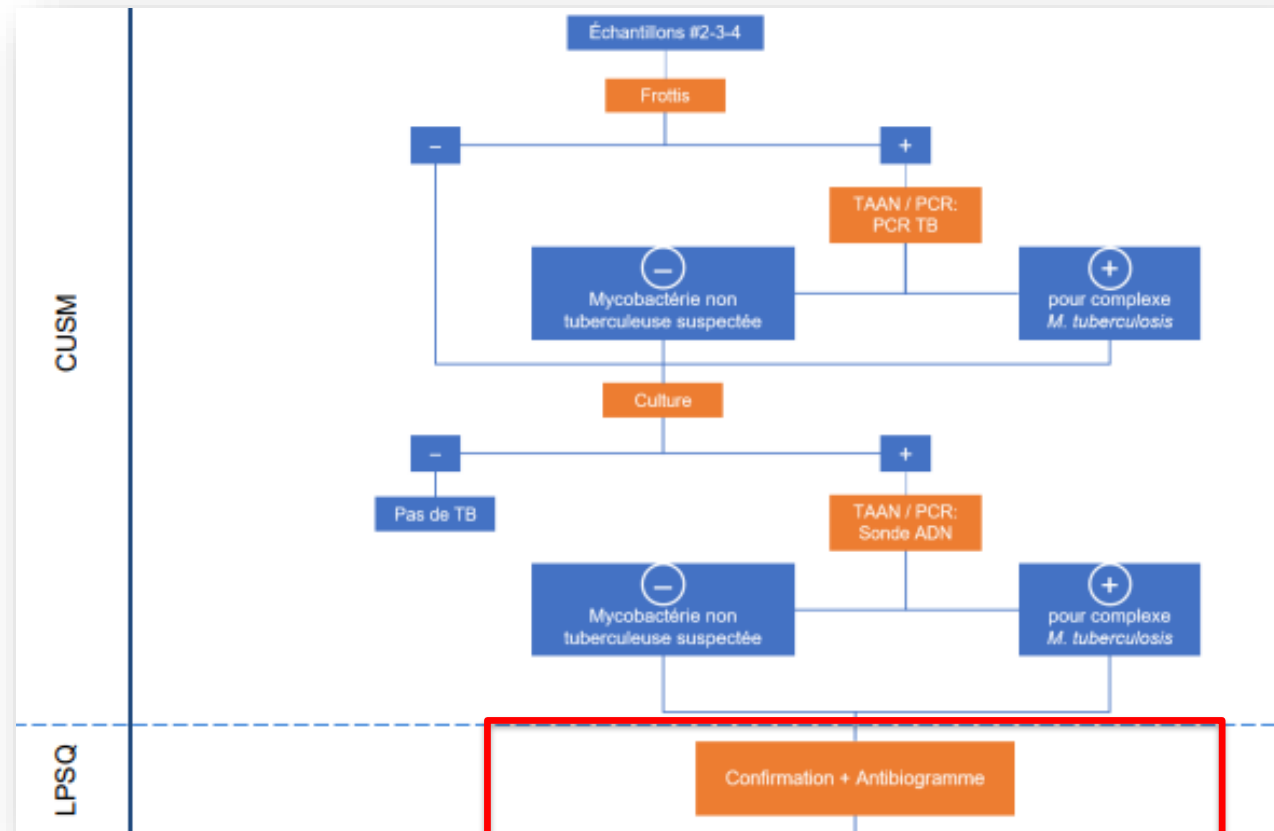 Échantillons #2-3-4
Frottis
–
+
TAAN / PCR:
PCR TB
–
Mycobactérie non
tuberculeuse suspectée
+
pour complexe
M. tuberculosis
CUSM
Culture
–
+
Pas de TB
TAAN / PCR:
Sonde ADN
–
Mycobactérie non
tuberculeuse suspectée
+
pour complexe
M. tuberculosis
LPSQ
Confirmation + Antibiogramme